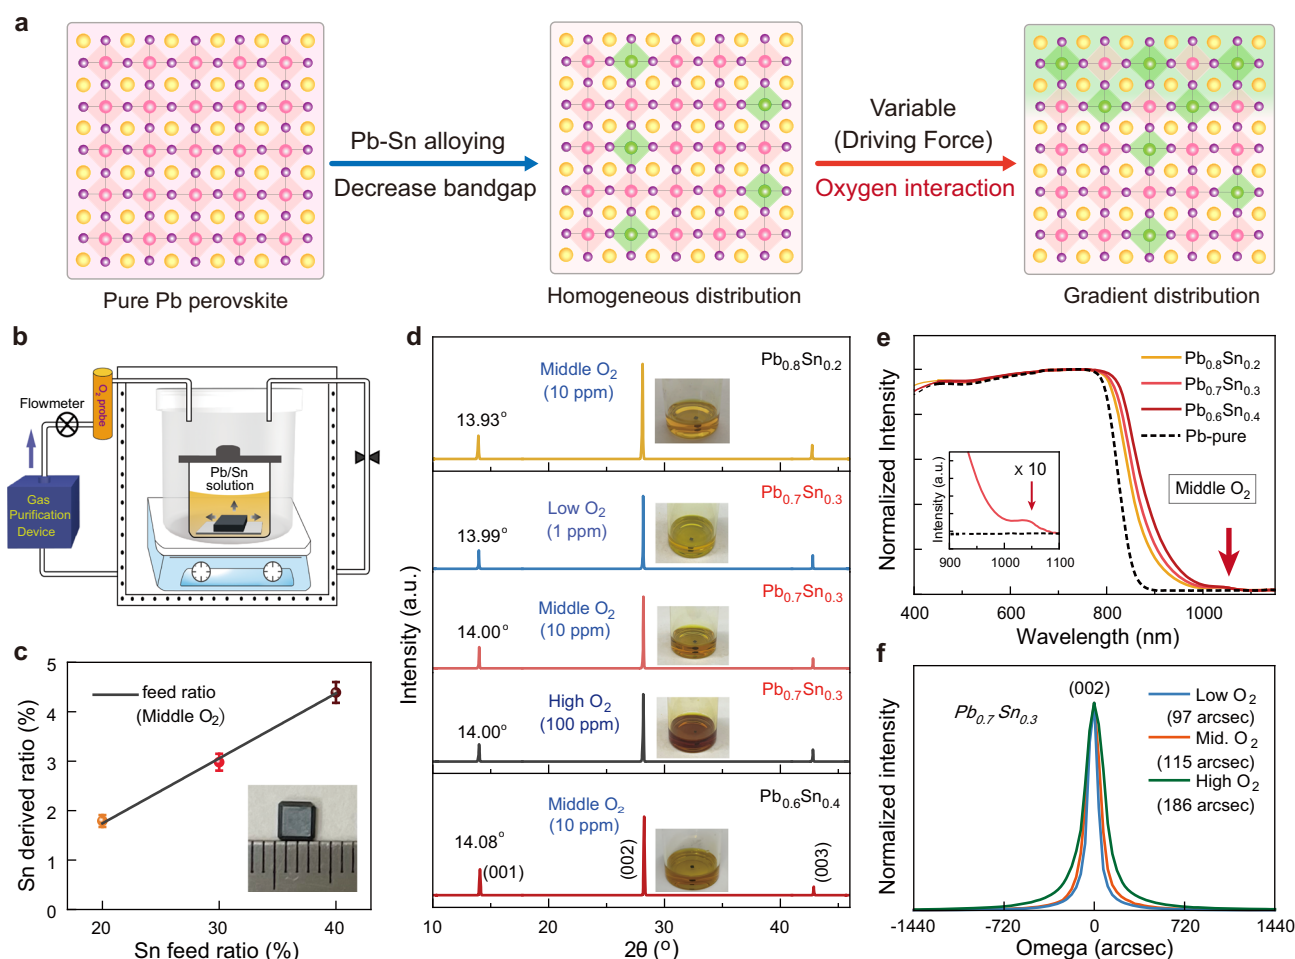 a
Pb-Sn alloying
Decrease bandgap
Variable
(Driving Force)
Oxygen interaction
Pure Pb perovskite
Homogeneous distribution
Gradient distribution
b
Flowmeter
O₂ probe
Gas
Purification
Device
Pb/Sn
solution
c
Sn derived ratio (%)
5
4
3
2
1
0
feed ratio
(Middle O₂)
20
30
40
Sn feed ratio (%)
d
Intensity (a.u.)
Middle O₂
(10 ppm)
Pb₀.₈Sn₀.₂
13.93°
Low O₂
(1 ppm)
Pb₀.₇Sn₀.₃
13.99°
Middle O₂
(10 ppm)
Pb₀.₇Sn₀.₃
14.00°
High O₂
(100 ppm)
Pb₀.₇Sn₀.₃
14.00°
Middle O₂
(10 ppm)
Pb₀.₆Sn₀.₄
14.08°
(001)
(002)
(003)
10
20
30
40
2θ (°)
e
Normalized Intensity
Pb₀.₈Sn₀.₂
Pb₀.₇Sn₀.₃
Pb₀.₆Sn₀.₄
Pb-pure
Middle O₂
Intensity (a.u.)
x 10
900
1000
1100
400
600
800
1000
Wavelength (nm)
f
Normalized intensity
Pb₀.₇ Sn₀.₃
(002)
Low O₂
(97 arcsec)
Mid. O₂
(115 arcsec)
High O₂
(186 arcsec)
-1440
-720
0
720
1440
Omega (arcsec)